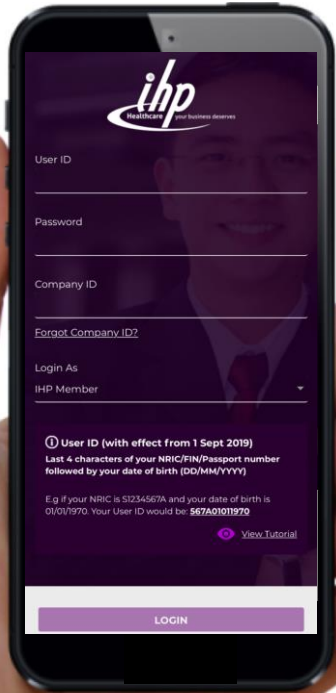 ihp
Healthcare your business deserves
User ID
Password
Company ID
Forgot Company ID?
Login As
IHP Member
User ID (with effect from 1 Sept 2019)
Last 4 characters of your NRIC/FIN/Passport number
followed by your date of birth (DD/MM/YYYY)
E.g if your NRIC is S1234567A and your date of birth is
01/01/1970. Your User ID would be: 567A01011970
View Tutorial
LOGIN